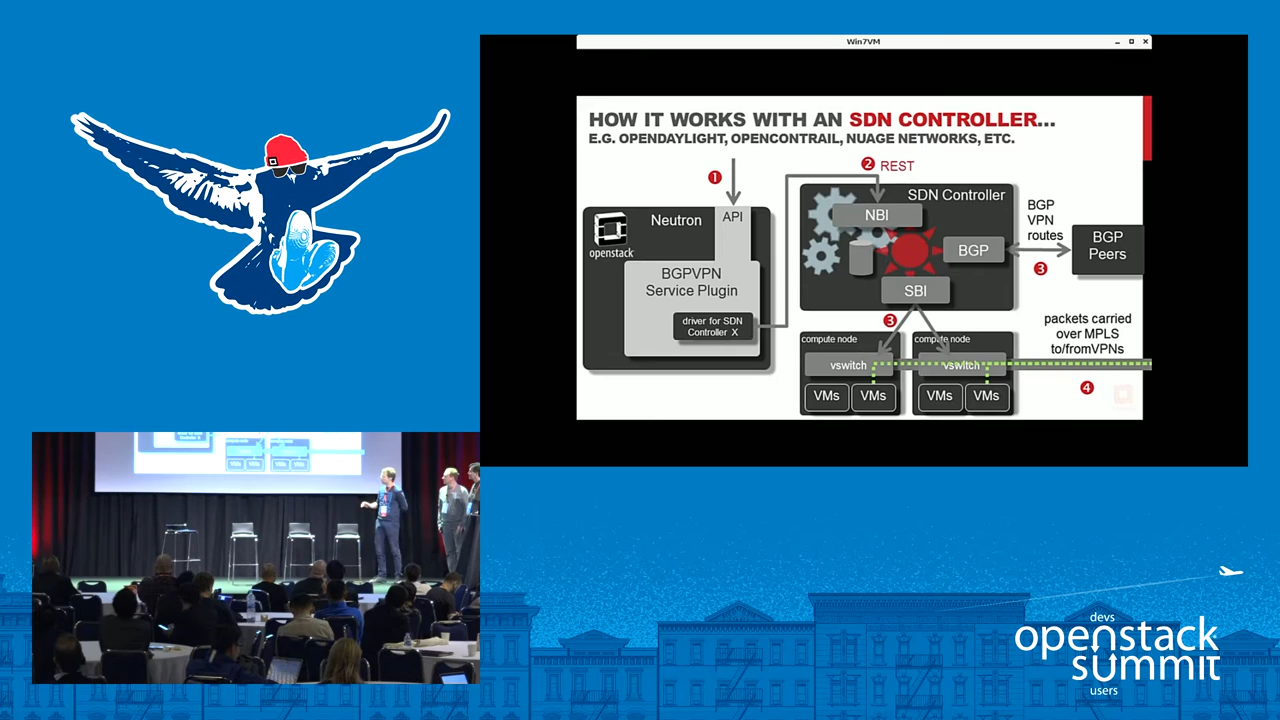 Win7VM
HOW IT WORKS WITH AN SDN CONTROLLER...
E.G. OPENDAYLIGHT, OPENCONTRAIL, NUAGE NETWORKS, ETC.
1
2 REST
openstack
Neutron
API
BGPVPN
Service Plugin
driver for SDN
Controller X
SDN Controller
NBI
BGP
SBI
BGP
VPN
routes
3
BGP
Peers
3
compute node
vswitch
VMs
VMs
compute node
vswitch
VMs
VMs
packets carried
over MPLS
to/fromVPNs
4
devs
openstack
summit
users